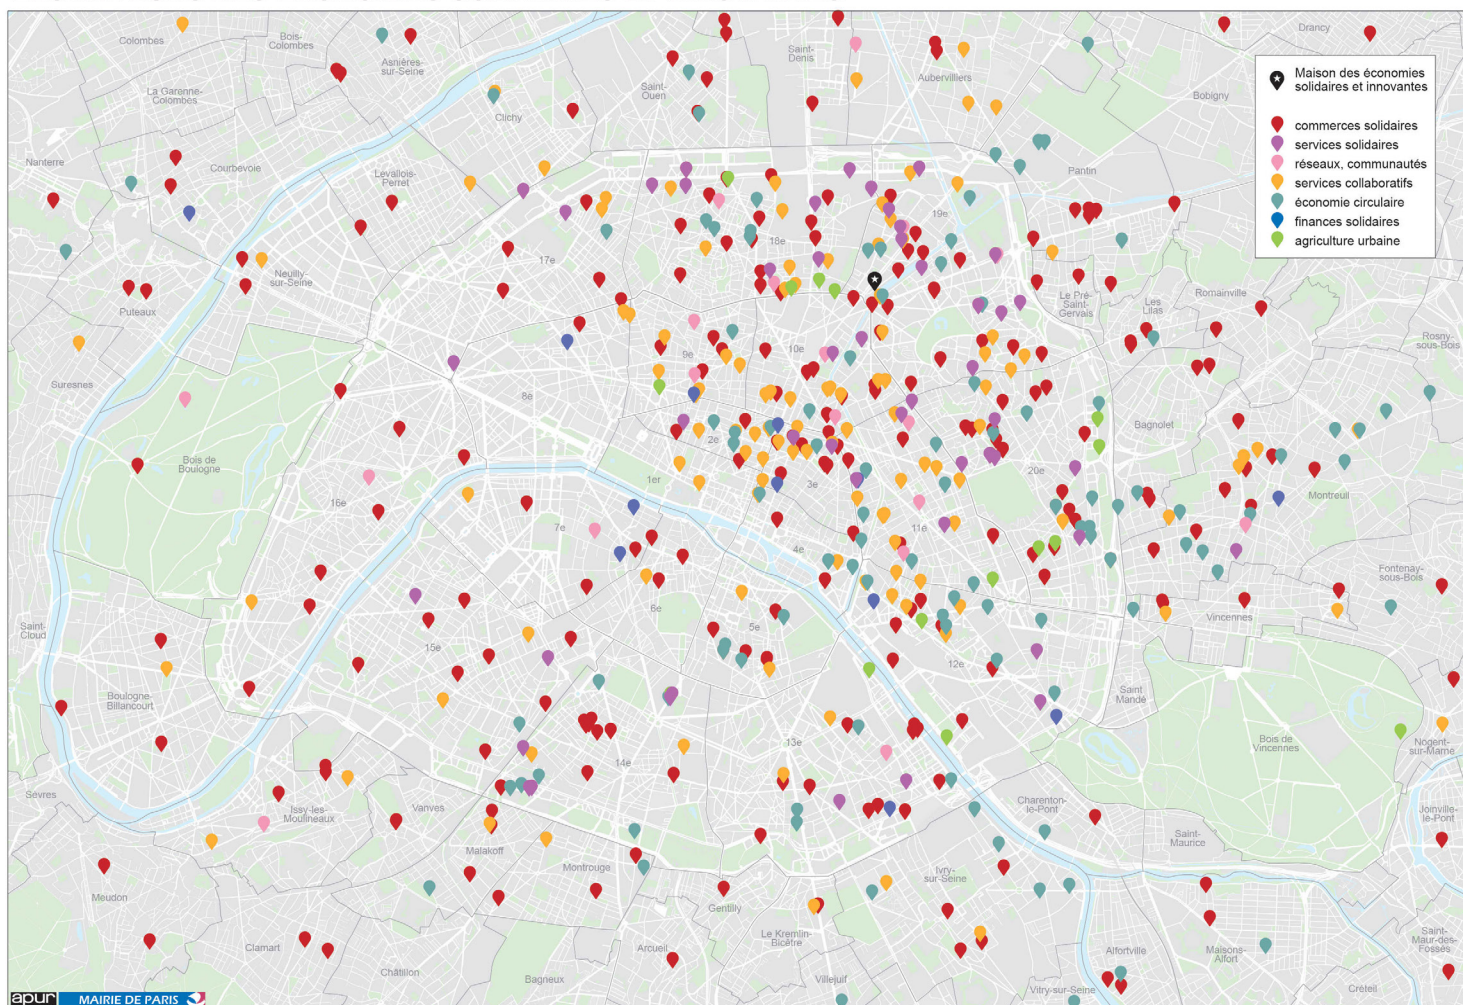 Colombes
Bois-
Colombes
Asnières-
sur-Seine
La Garenne-
Colombes
Clichy
Saint-
Ouen
Saint-
Denis
Aubervilliers
Drancy
Bobigny
Maison des économies
solidaires et innovantes
commerces solidaires
services solidaires
réseaux, communautés
services collaboratifs
économie circulaire
finances solidaires
agriculture urbaine
Nanterre
Courbevoie
Levallois-
Perret
Pantin
19e
18e
17e
Neuilly-
sur-Seine
Puteaux
Le Pré-
Saint-
Gervais
Les
Lilas
Romainville
Rosny-
sous-Bois
Suresnes
9e
10e
8e
Bois de
Boulogne
2e
1er
3e
20e
Bagnolet
Montreuil
16e
7e
11e
4e
Fontenay-
sous-Bois
Saint-
Cloud
6e
5e
15e
12e
Vincennes
Boulogne-
Billancourt
Saint
Mandé
13e
14e
Bois de
Vincennes
Nogent-
sur-Marne
Sèvres
Issy-les-
Moulineaux
Vanves
Charenton-
le-Pont
Joinville-
le-Pont
Malakoff
Montrouge
Saint-
Maurice
Meudon
Ivry-
sur-Seine
Gentilly
Le Kremlin-
Bicêtre
Clamart
Arcueil
Alfortville
Maisons-
Alfort
Saint-
Maur-des-
Fossés
Châtillon
Bagneux
Villejuif
Vitry-sur-Seine
Créteil
apur MAIRIE DE PARIS